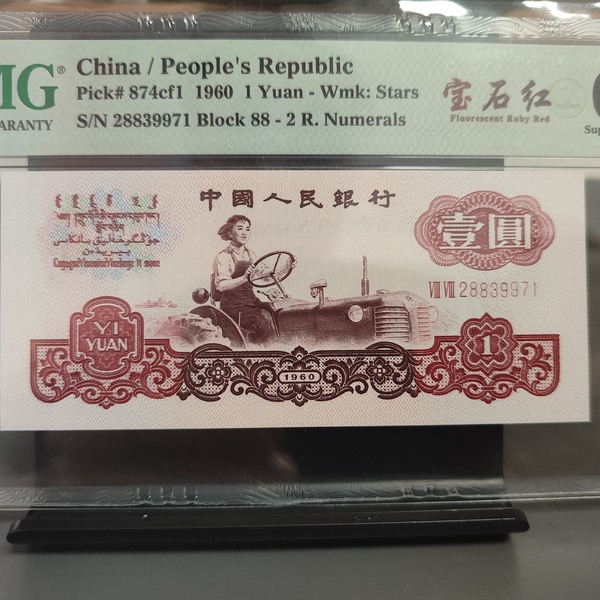 MG®
ARANTY
China / People's Republic
Pick# 874cf1 1960 1 Yuan - Wmk: Stars
S/N 28839971 Block 88 - 2 R. Numerals
宝石红
Fluorescent Ruby Red
Sup
中國人民銀行
壹圓
VIII VIII 28839971
YI
YUAN
1960
1